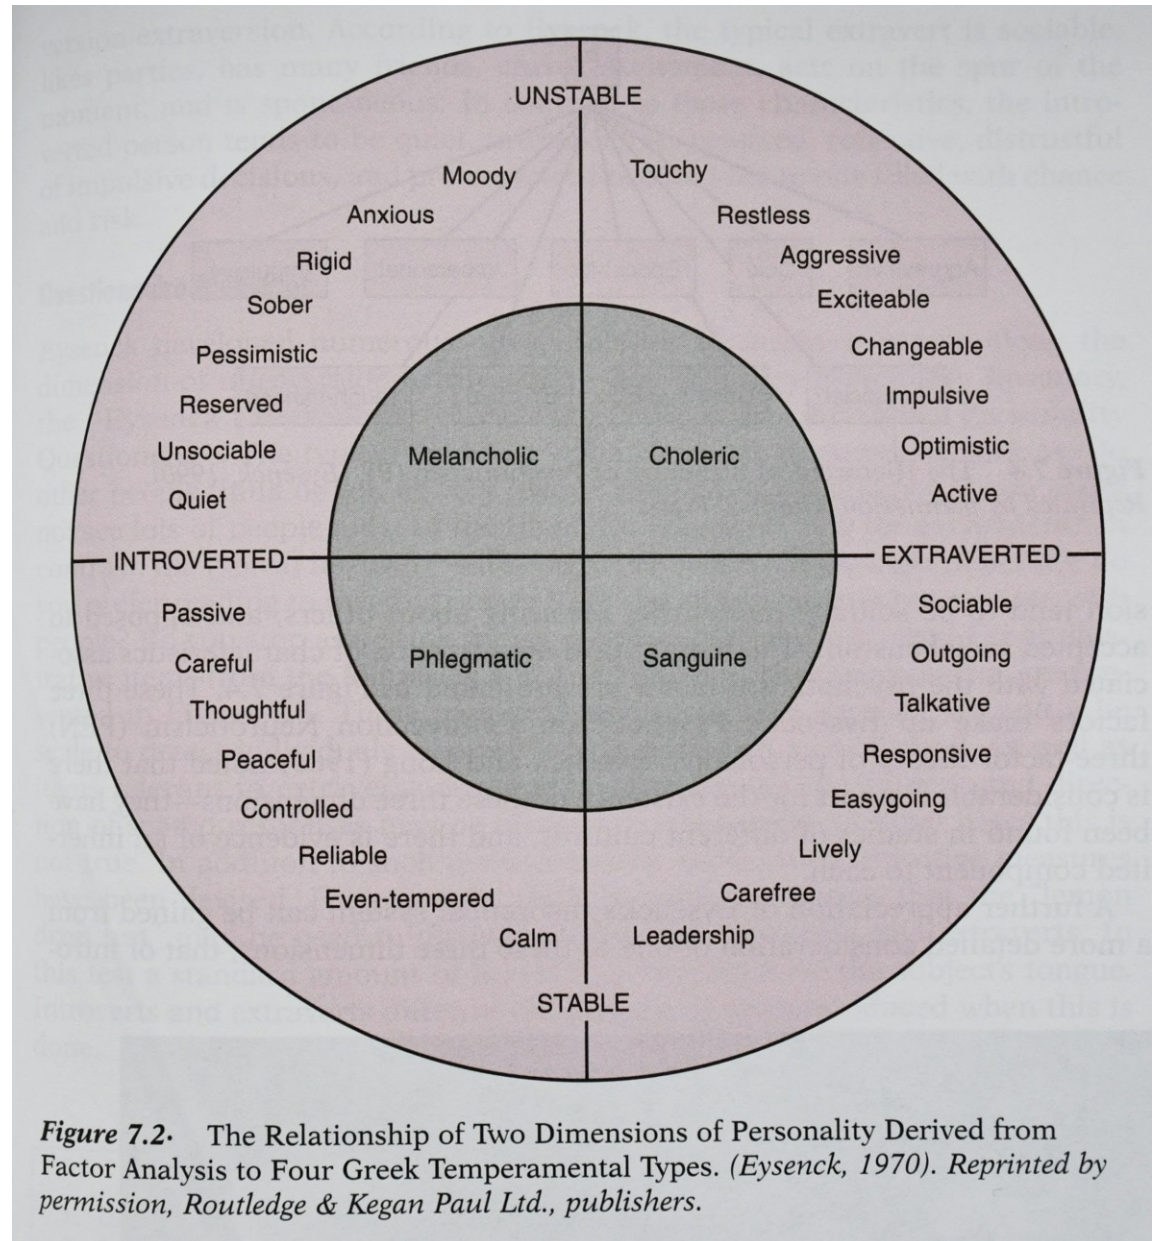 UNSTABLE
Moody
Touchy
Anxious
Restless
Rigid
Aggressive
Sober
Exciteable
Pessimistic
Changeable
Reserved
Impulsive
Unsociable
Melancholic
Choleric
Optimistic
Quiet
Active
INTROVERTED
EXTRAVERTED
Passive
Sociable
Careful
Phlegmatic
Sanguine
Outgoing
Thoughtful
Talkative
Peaceful
Responsive
Controlled
Easygoing
Reliable
Lively
Even-tempered
Carefree
Calm
Leadership
STABLE
Figure 7.2. The Relationship of Two Dimensions of Personality Derived from
Factor Analysis to Four Greek Temperamental Types. (Eysenck, 1970). Reprinted by
permission, Routledge & Kegan Paul Ltd., publishers.